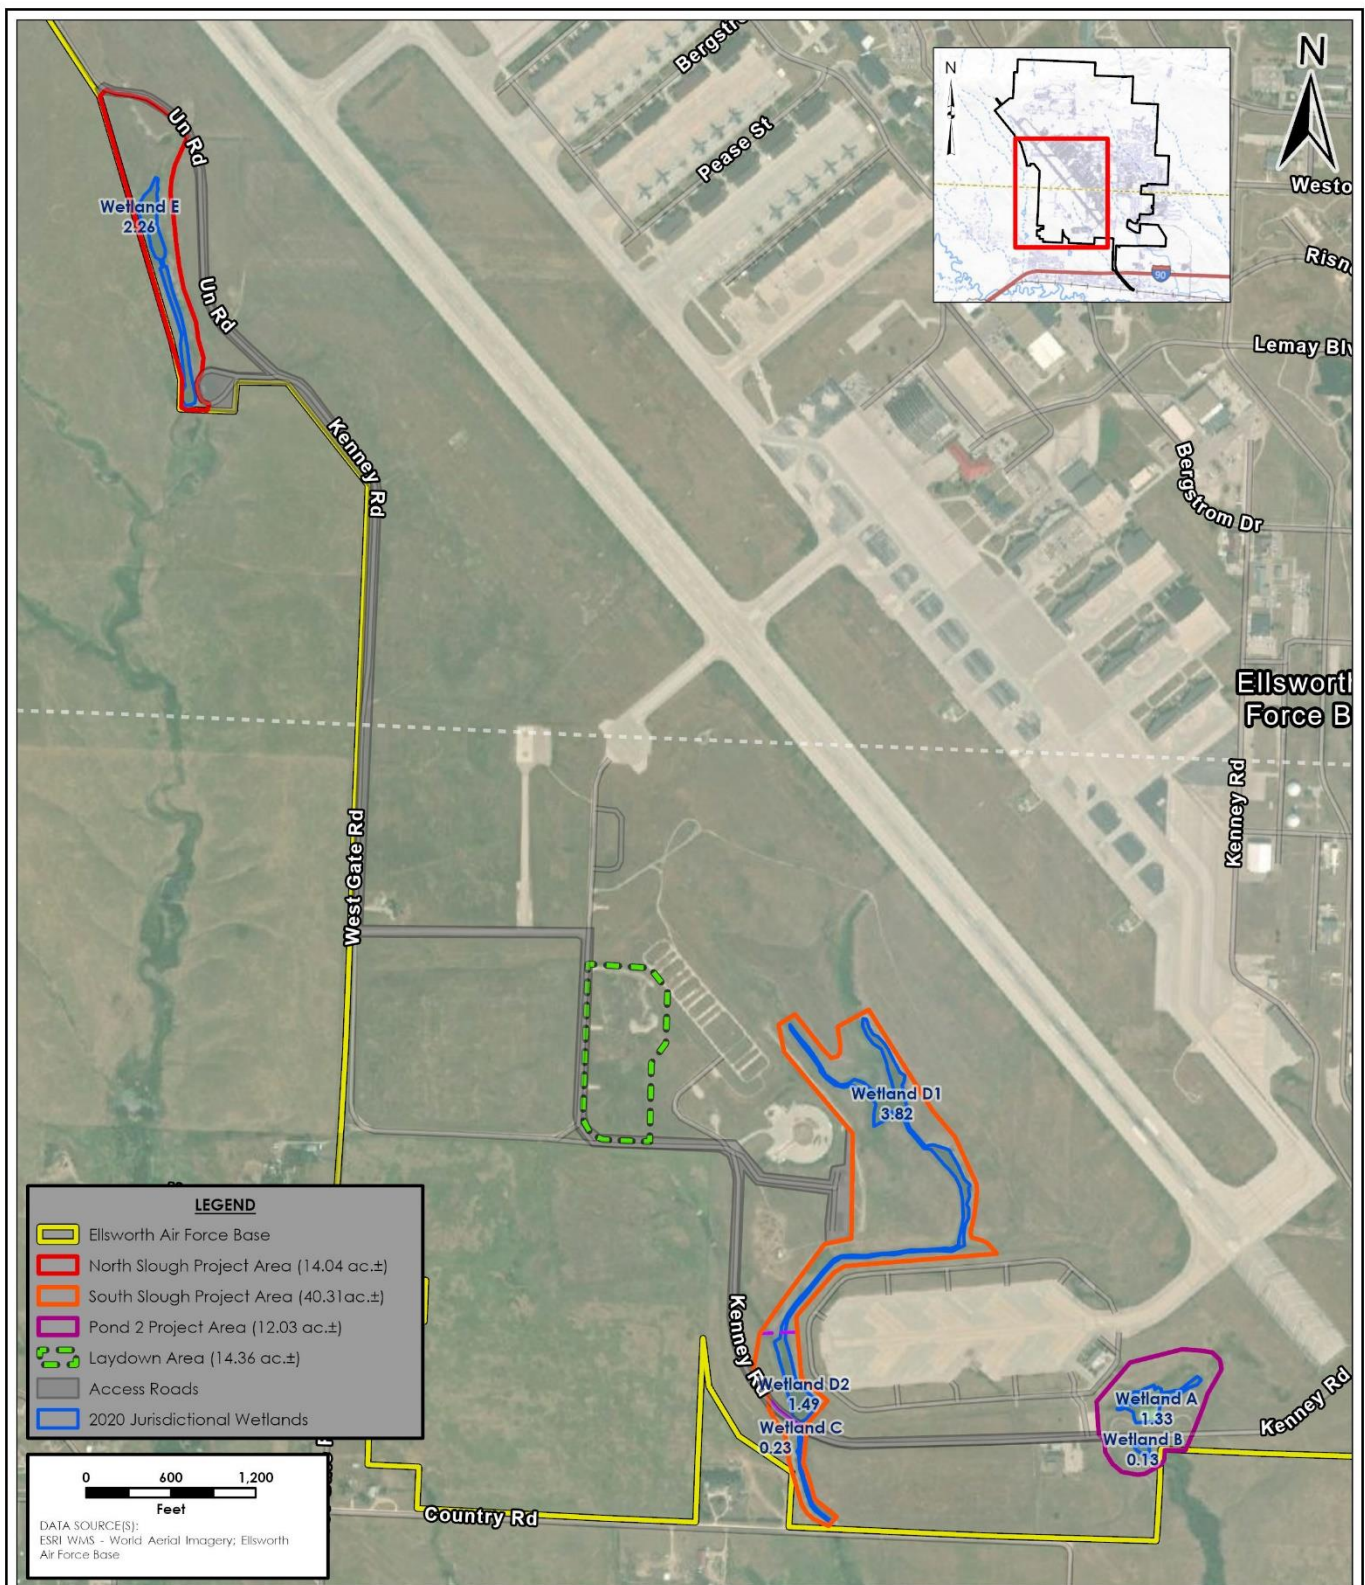 Bergstro
Pease St
N
N
90
Westo
Risn
Lemay Blv
Un Rd
Wetland E
2.26
Un Rd
Kenney Rd
Bergstrom Dr
Ellsworth
Force B
Kenney Rd
West Gate Rd
Wetland D1
3.82
Kenney Rd
Wetland D2
1.49
Wetland C
0.23
Wetland A
1.33
Wetland B
0.13
Kenney Rd
Country Rd
LEGEND
Ellsworth Air Force Base
North Slough Project Area (14.04 ac.±)
South Slough Project Area (40.31ac.±)
Pond 2 Project Area (12.03 ac.±)
Laydown Area (14.36 ac.±)
Access Roads
2020 Jurisdictional Wetlands
0 600 1,200
Feet
DATA SOURCE(S):
ESRI WMS - World Aerial Imagery; Ellsworth
Air Force Base